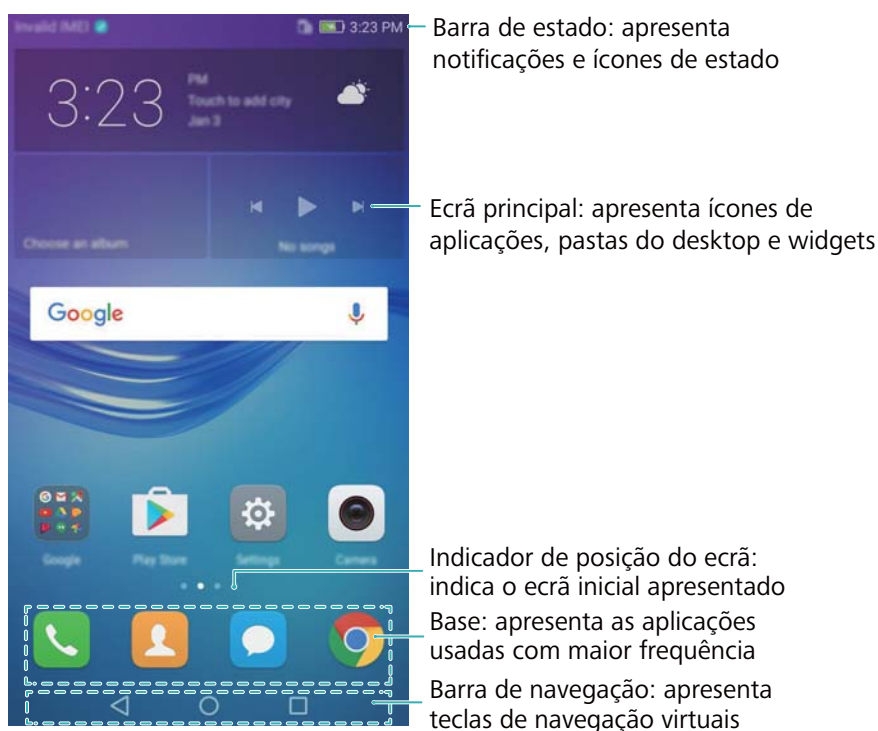 Invalid IMEI
3:23 PM
Barra de estado: apresenta
notificações e ícones de estado
3:23
PM
Touch to add city
Jan 3
Ecrã principal: apresenta ícones de
aplicações, pastas do desktop e widgets
Choose an album
No songs
Google
Google
Play Store
Settings
Camera
Indicador de posição do ecrã:
indica o ecrã inicial apresentado
Base: apresenta as aplicações
usadas com maior frequência
Barra de navegação: apresenta
teclas de navegação virtuais